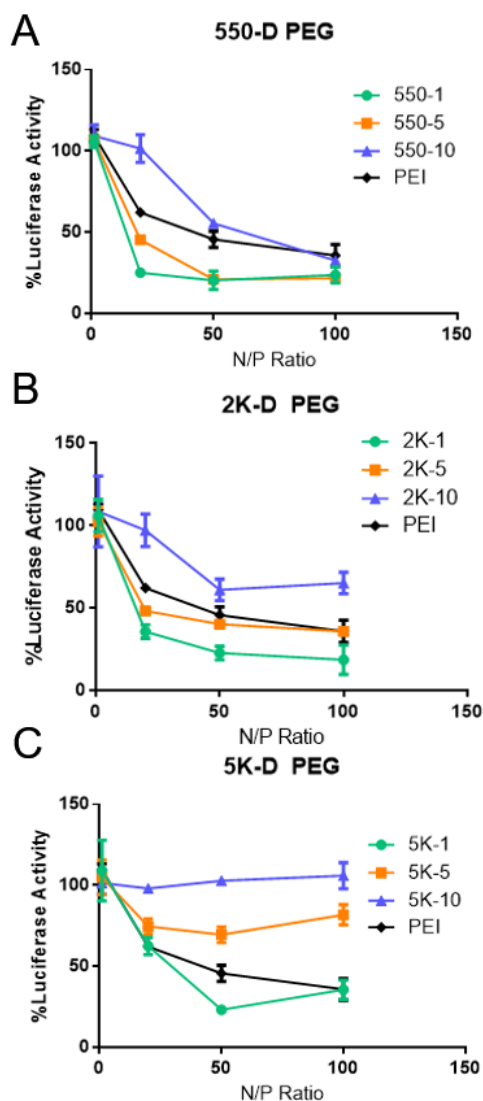 A
550-D PEG
150
100
50
0
%Luciferase Activity
550-1
550-5
550-10
PEI
0 50 100 150
N/P Ratio
B
2K-D PEG
150
100
50
0
%Luciferase Activity
2K-1
2K-5
2K-10
PEI
0 50 100 150
N/P Ratio
C
5K-D PEG
150
100
50
0
%Luciferase Activity
5K-1
5K-5
5K-10
PEI
0 50 100 150
N/P Ratio